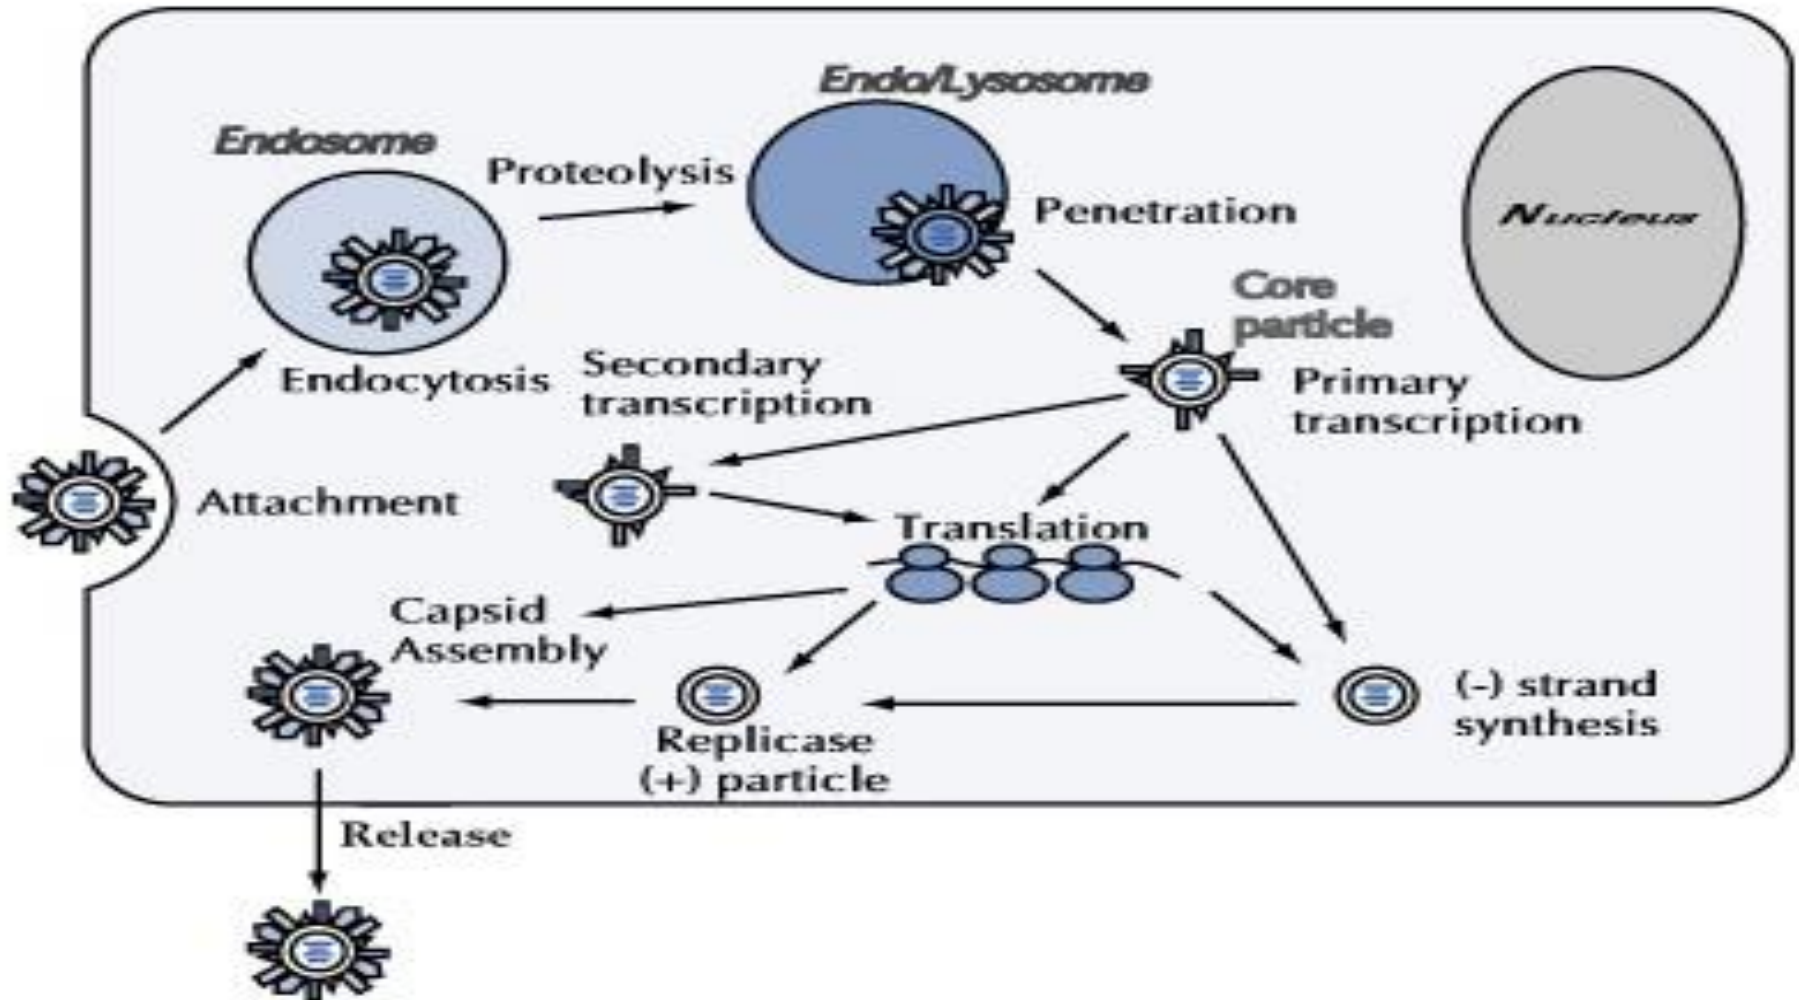 Endo/Lysosome
Endosome
Proteolysis
Penetration
Nucleus
Core
particle
Endocytosis
Secondary
transcription
Primary
transcription
Attachment
Translation
Capsid
Assembly
(-) strand
synthesis
Replicase
(+) particle
Release